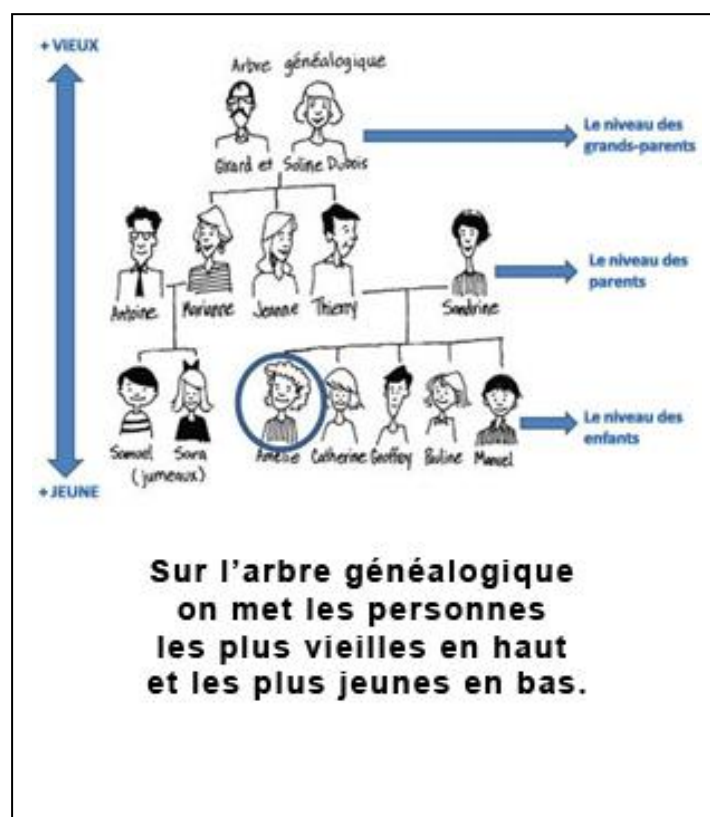 + VIEUX
Arbre généalogique
Girard et Soline Dubois
Le niveau des
grands-parents
Antoine Marianne Jeanne Thierry Sandrine
Le niveau des
parents
Samuel Sara Amélie Catherine Geoffoy Pauline Manuel
(jumeaux)
Le niveau des
enfants
+ JEUNE
Sur l'arbre généalogique
on met les personnes
les plus vieilles en haut
et les plus jeunes en bas.